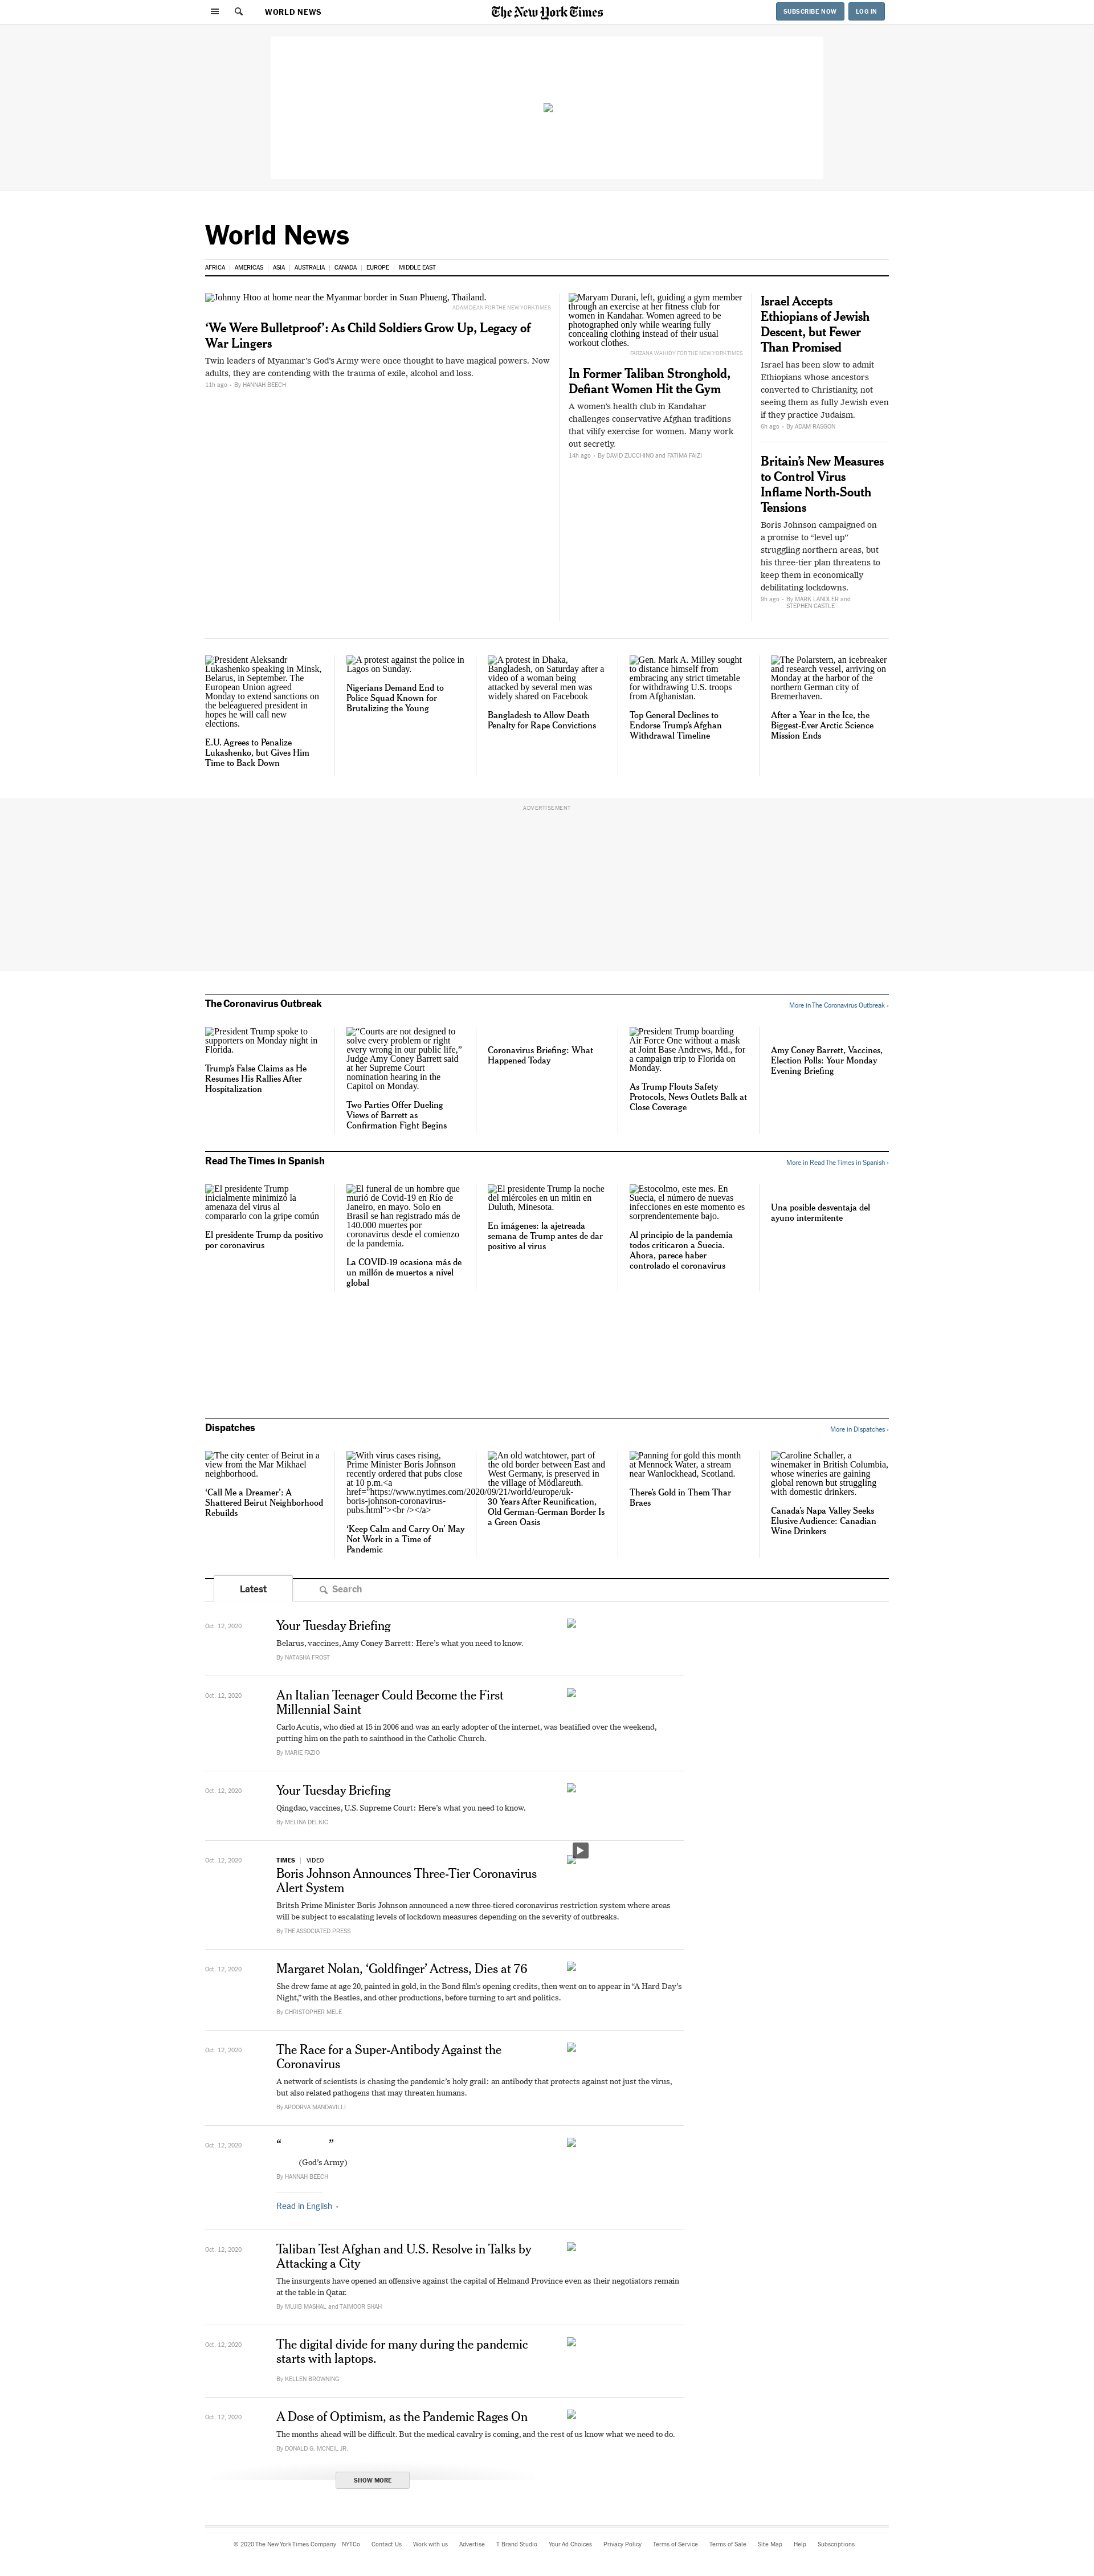 WORLD NEWS
The New York Times
SUBSCRIBE NOW
LOG IN
World News
AFRICA
AMERICAS
ASIA
AUSTRALIA
CANADA
EUROPE
MIDDLE EAST
Johnny Htoo at home near the Myanmar border in Suan Phueng, Thailand.
ADAM DEAN FOR THE NEW YORK TIMES
‘We Were Bulletproof’: As Child Soldiers Grow Up, Legacy of
War Lingers
Twin leaders of Myanmar’s God’s Army were once thought to have magical powers. Now
adults, they are contending with the trauma of exile, alcohol and loss.
11h ago • By HANNAH BEECH
Maryam Durani, left, guiding a gym member
through an exercise at her fitness club for
women in Kandahar. Women agreed to be
photographed only while wearing fully
concealing clothing instead of their usual
workout clothes.
FARZANA WAHIDY FOR THE NEW YORK TIMES
In Former Taliban Stronghold,
Defiant Women Hit the Gym
A women’s health club in Kandahar
challenges conservative Afghan traditions
that vilify exercise for women. Many work
out secretly.
14h ago • By DAVID ZUCCHINO and FATIMA FAIZI
Israel Accepts
Ethiopians of Jewish
Descent, but Fewer
Than Promised
Israel has been slow to admit
Ethiopians whose ancestors
converted to Christianity, not
seeing them as fully Jewish even
if they practice Judaism.
6h ago • By ADAM RASGON
Britain’s New Measures
to Control Virus
Inflame North-South
Tensions
Boris Johnson campaigned on
a promise to “level up”
struggling northern areas, but
his three-tier plan threatens to
keep them in economically
debilitating lockdowns.
9h ago • By MARK LANDLER and
STEPHEN CASTLE
President Aleksandr
Lukashenko speaking in Minsk,
Belarus, in September. The
European Union agreed
Monday to extend sanctions on
the beleaguered president in
hopes he will call new
elections.
E.U. Agrees to Penalize
Lukashenko, but Gives Him
Time to Back Down
A protest against the police in
Lagos on Sunday.
Nigerians Demand End to
Police Squad Known for
Brutalizing the Young
A protest in Dhaka,
Bangladesh, on Saurday after a
video of a woman being
attacked by several men was
widely shared on Facebook
Bangladesh to Allow Death
Penalty for Rape Convictions
Gen. Mark A. Milley sought
to distance himself from
embracing any strict timetable
for withdrawing U.S. troops
from Afghanistan.
Top General Declines to
Endorse Trump’s Afghan
Withdrawal Timeline
The Polarstern, an icebreaker
and research vessel, arriving on
Monday at the harbor of the
northern German city of
Bremerhaven.
After a Year in the Ice, the
Biggest-Ever Arctic Science
Mission Ends
ADVERTISEMENT
The Coronavirus Outbreak
More in The Coronavirus Outbreak ›
President Trump spoke to
supporters on Monday night in
Florida.
Trump’s False Claims as He
Resumes His Rallies After
Hospitalization
“Courts are not designed to
solve every problem or right
every wrong in our public life,”
Judge Amy Coney Barrett said
at her Supreme Court
nomination hearing in the
Capitol on Monday.
Two Parties Offer Dueling
Views of Barrett as
Confirmation Fight Begins
Coronavirus Briefing: What
Happened Today
President Trump boarding
Air Force One without a mask
at Joint Base Andrews, Md., for
a campaign trip to Florida on
Monday.
As Trump Flouts Safety
Protocols, News Outlets Balk at
Close Coverage
Amy Coney Barrett, Vaccines,
Election Polls: Your Monday
Evening Briefing
Read The Times in Spanish
More in Read The Times in Spanish ›
El presidente Trump
inicialmente minimizó la
amenaza del virus al
compararlo con la gripe común
El presidente Trump da positivo
por coronavirus
El funeral de un hombre que
murió de Covid-19 en Río de
Janeiro, en mayo. Solo en
Brasil se han registrado más de
140.000 muertes por
coronavirus desde el comienzo
de la pandemia.
La COVID-19 ocasiona más de
un millón de muertos a nivel
global
El presidente Trump la noche
del miércoles en un mitin en
Duluth, Minesota.
En imágenes: la ajetreada
semana de Trump antes de dar
positivo al virus
Estocolmo, este mes. En
Suecia, el número de nuevas
infecciones en este momento es
sorprendentemente bajo.
Al principio de la pandemia
todos criticaron a Suecia.
Ahora, parece haber
controlado el coronavirus
Una posible desventaja del
ayuno intermitente
Dispatches
More in Dispatches ›
The city center of Beirut in a
view from the Mar Mikhael
neighborhood.
‘Call Me a Dreamer’: A
Shattered Beirut Neighborhood
Rebuilds
With virus cases rising,
Prime Minister Boris Johnson
recently ordered that pubs close
at 10 p.m.<a
href="https://www.nytimes.com/2020/09/21/world/europe/uk-
boris-johnson-coronavirus-
pubs.html"><br /></a>
‘Keep Calm and Carry On’ May
Not Work in a Time of
Pandemic
An old watchtower, part of
the old border between East and
West Germany, is preserved in
the village of Mödlareuth.
30 Years After Reunification,
Old German-German Border Is
a Green Oasis
Panning for gold this month
at Mennock Water, a stream
near Wanlockhead, Scotland.
There’s Gold in Them Thar
Braes
Caroline Schaller, a
winemaker in British Columbia,
whose wineries are gaining
global renown but struggling
with domestic drinkers.
Canada’s Napa Valley Seeks
Elusive Audience: Canadian
Wine Drinkers
Latest
Search
Oct. 12, 2020
Your Tuesday Briefing
Belarus, vaccines, Amy Coney Barrett: Here’s what you need to know.
By NATASHA FROST
Oct. 12, 2020
An Italian Teenager Could Become the First
Millennial Saint
Carlo Acutis, who died at 15 in 2006 and was an early adopter of the internet, was beatified over the weekend,
putting him on the path to sainthood in the Catholic Church.
By MARIE FAZIO
Oct. 12, 2020
Your Tuesday Briefing
Qingdao, vaccines, U.S. Supreme Court: Here’s what you need to know.
By MELINA DELKIC
Oct. 12, 2020
TIMES VIDEO
Boris Johnson Announces Three-Tier Coronavirus
Alert System
Britsh Prime Minister Boris Johnson announced a new three-tiered coronavirus restriction system where areas
will be subject to escalating levels of lockdown measures depending on the severity of outbreaks.
By THE ASSOCIATED PRESS
Oct. 12, 2020
Margaret Nolan, ‘Goldfinger’ Actress, Dies at 76
She drew fame at age 20, painted in gold, in the Bond film’s opening credits, then went on to appear in “A Hard Day’s
Night,” with the Beatles, and other productions, before turning to art and politics.
By CHRISTOPHER MELE
Oct. 12, 2020
The Race for a Super-Antibody Against the
Coronavirus
A network of scientists is chasing the pandemic’s holy grail: an antibody that protects against not just the virus,
but also related pathogens that may threaten humans.
By APOORVA MANDAVILLI
Oct. 12, 2020
“ ”
(God’s Army)
By HANNAH BEECH
Read in English ›
Oct. 12, 2020
Taliban Test Afghan and U.S. Resolve in Talks by
Attacking a City
The insurgents have opened an offensive against the capital of Helmand Province even as their negotiators remain
at the table in Qatar.
By MUJIB MASHAL and TAIMOOR SHAH
Oct. 12, 2020
The digital divide for many during the pandemic
starts with laptops.
By KELLEN BROWNING
Oct. 12, 2020
A Dose of Optimism, as the Pandemic Rages On
The months ahead will be difficult. But the medical cavalry is coming, and the rest of us know what we need to do.
By DONALD G. MCNEIL JR.
SHOW MORE
© 2020 The New York Times Company
NYTCo
Contact Us
Work with us
Advertise
T Brand Studio
Your Ad Choices
Privacy Policy
Terms of Service
Terms of Sale
Site Map
Help
Subscriptions